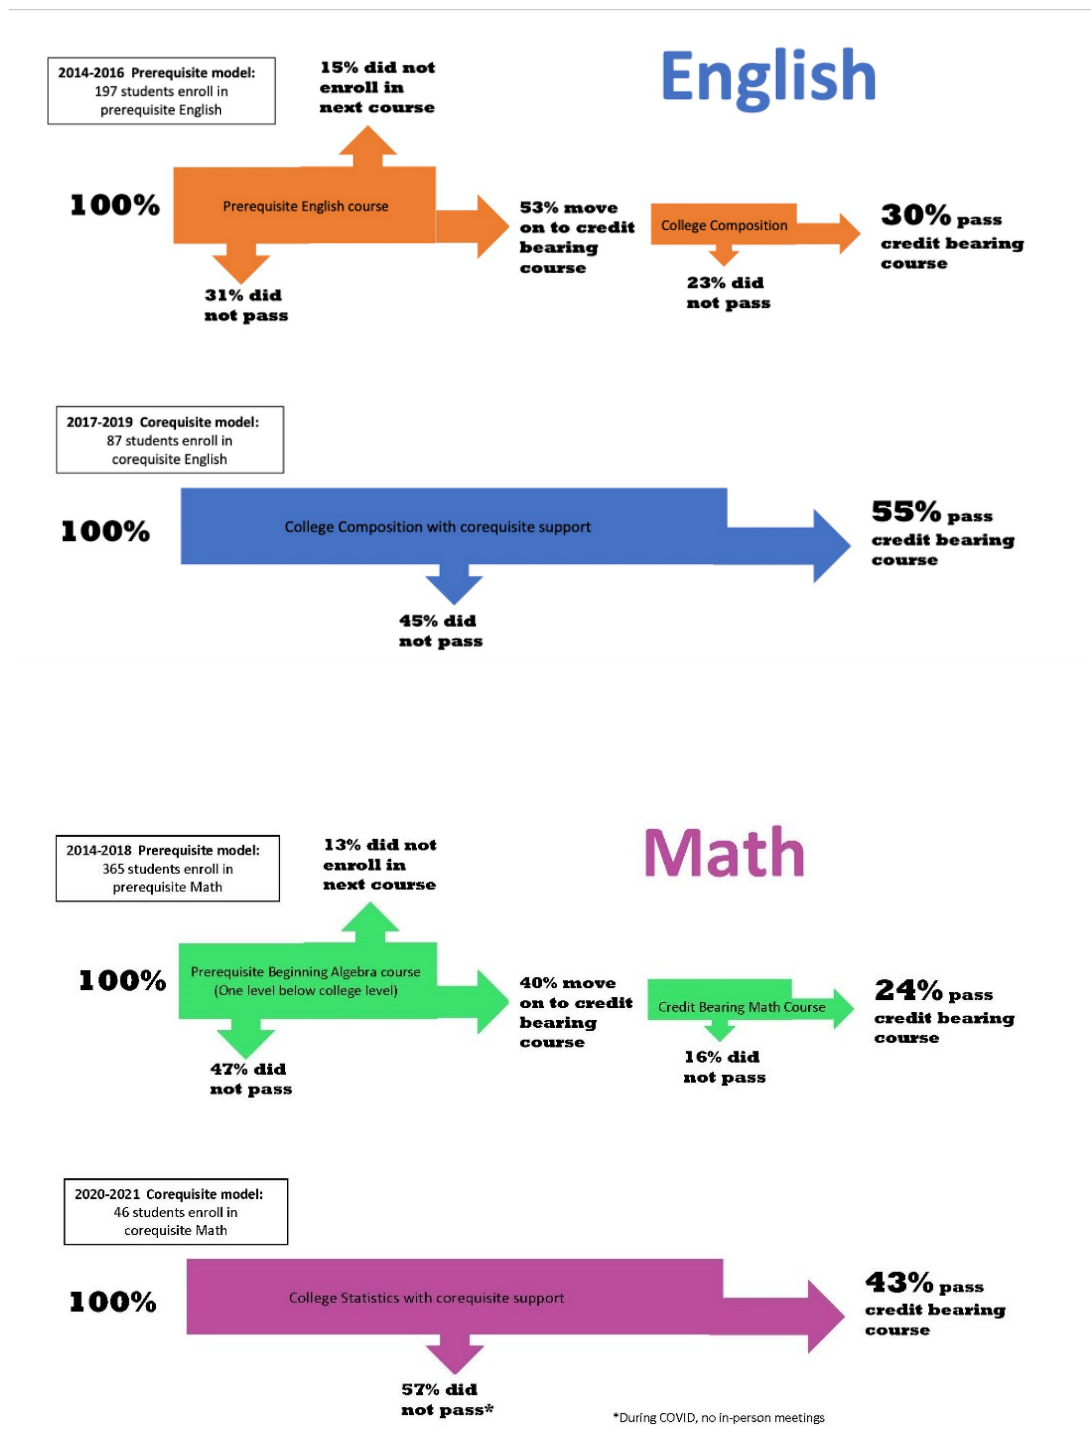 English
2014-2016  Prerequisite model:
197 students enroll in
prerequisite English
15% did not
enroll in
next course
100%
Prerequisite English course
31% did
not pass
53% move
on to credit
bearing
course
College Composition
23% did
not pass
30% pass
credit bearing
course
2017-2019  Corequisite model:
87 students enroll in
corequisite English
100%
College Composition with corequisite support
45% did
not pass
55% pass
credit bearing
course
Math
2014-2018  Prerequisite model:
365 students enroll in
prerequisite Math
13% did not
enroll in
next course
100%
Prerequisite Beginning Algebra course
(One level below college level)
47% did
not pass
40% move
on to credit
bearing
course
Credit Bearing Math Course
16% did
not pass
24% pass
credit bearing
course
2020-2021  Corequisite model:
46 students enroll in
corequisite Math
100%
College Statistics with corequisite support
57% did
not pass*
43% pass
credit bearing
course
*During COVID, no in-person meetings